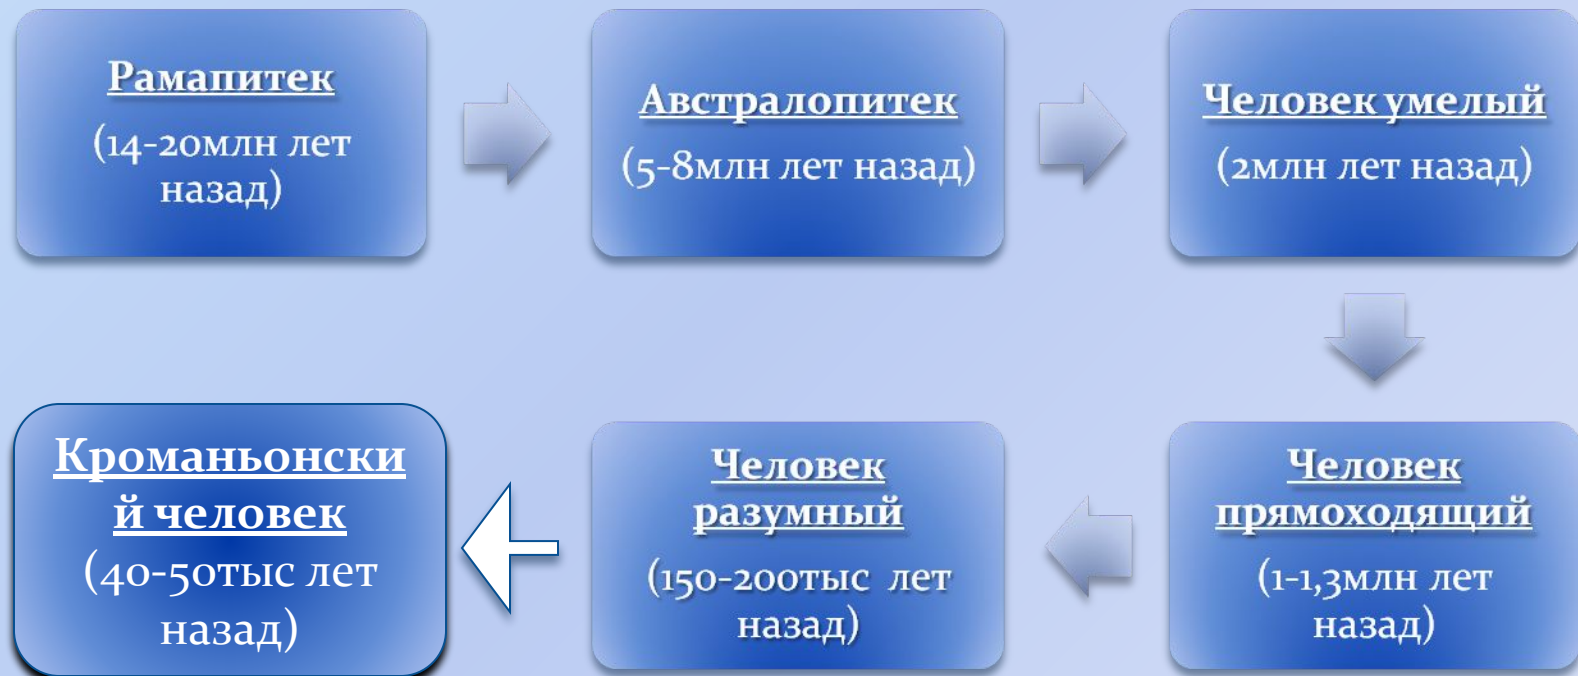 Рамапитек
(14-20млн лет
назад)
Австралопитек
(5-8млн лет назад)
Человек умелый
(2млн лет назад)
Человек
прямоходящий
(1-1,3млн лет
назад)
Человек
разумный
(150-200тыс лет
назад)
Кроманьонски
й человек
(40-50тыс лет
назад)